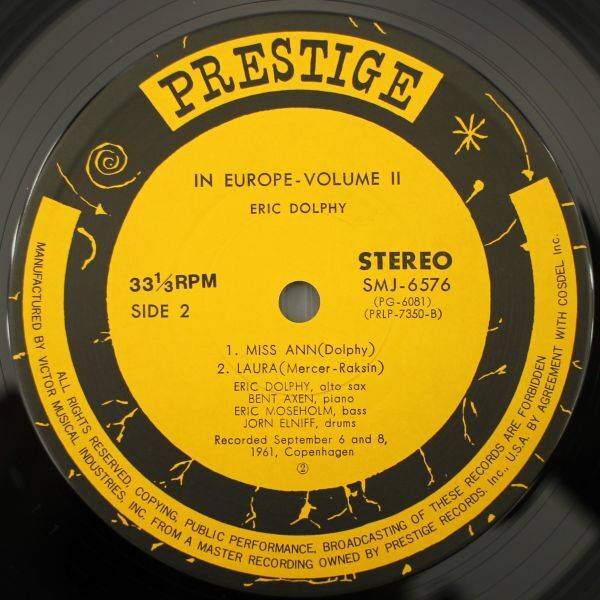 PRESTIGE
IN EUROPE-VOLUME II
ERIC DOLPHY
33⅓RPM
SIDE 2
STEREO
SMJ-6576
(PG-6081)
(PRLP-7350-B)
1. MISS ANN(Dolphy)
2. LAURA(Mercer-Raksin)
ERIC DOLPHY, alto sax
BENT AXEN, piano
ERIC MOSEHOLM, bass
JORN ELNIFF, drums
Recorded September 6 and 8,
1961, Copenhagen
②
ALL RIGHTS RESERVED, COPYING, PUBLIC PERFORMANCE, BROADCASTING OF THESE RECORDS ARE FORBIDDEN
MANUFACTURED BY VICTOR MUSICAL INDUSTRIES, INC. FROM A MASTER RECORDING OWNED BY PRESTIGE RECORDS. Inc., U.S.A. BY AGREEMENT WITH COSDEL Inc.